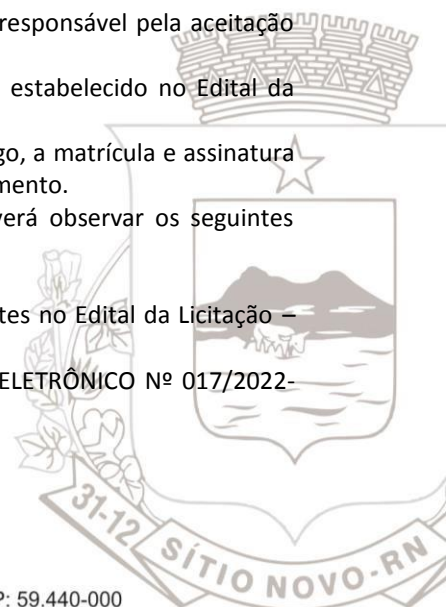 responsável pela aceitação
estabelecido no Edital da
go, a matrícula e assinatura
mento.
verá observar os seguintes
tes no Edital da Licitação –
ELETRÔNICO Nº 017/2022-
31-12 SÍTIO NOVO-RN
P: 59.440-000